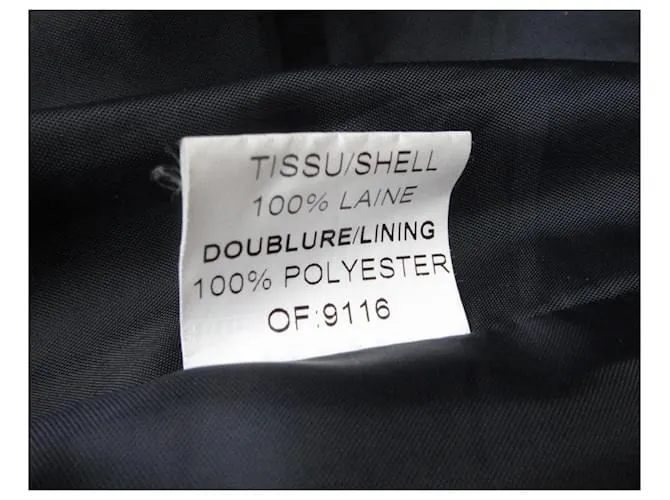 TISSU/SHELL
100% LAINE
DOUBLURE/LINING
100% POLYESTER
OF:9116